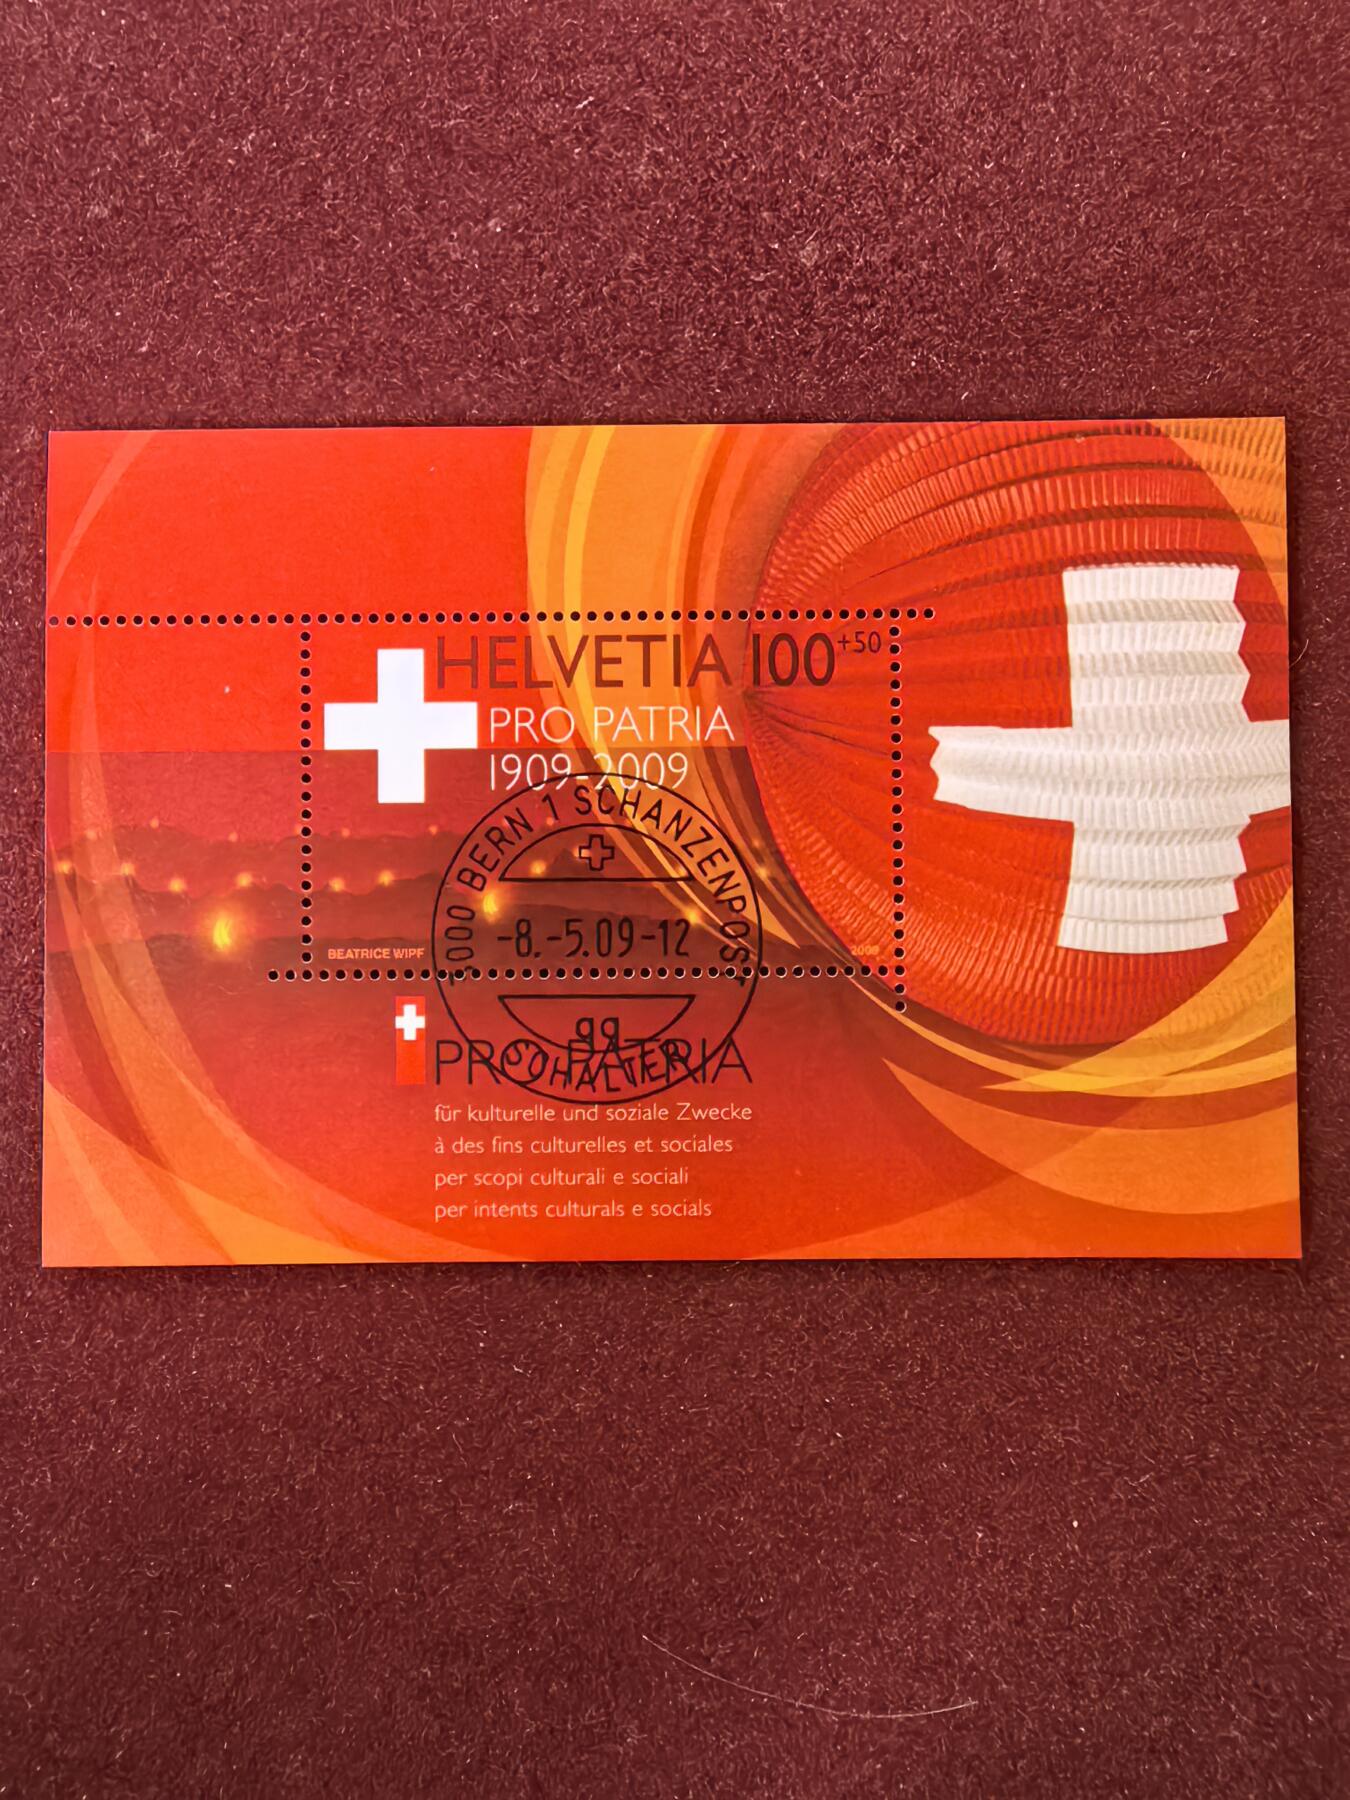 HELVETIA 100+50
PRO PATRIA
1909-2009
3000 BERN 1 SCHANZENPOST
-8.-5.09-12
99
SCHALTER
BEATRICE WIPF
2009
PRO PATRIA
für kulturelle und soziale Zwecke
à des fins culturelles et sociales
per scopi culturali e sociali
per intents culturals e socials